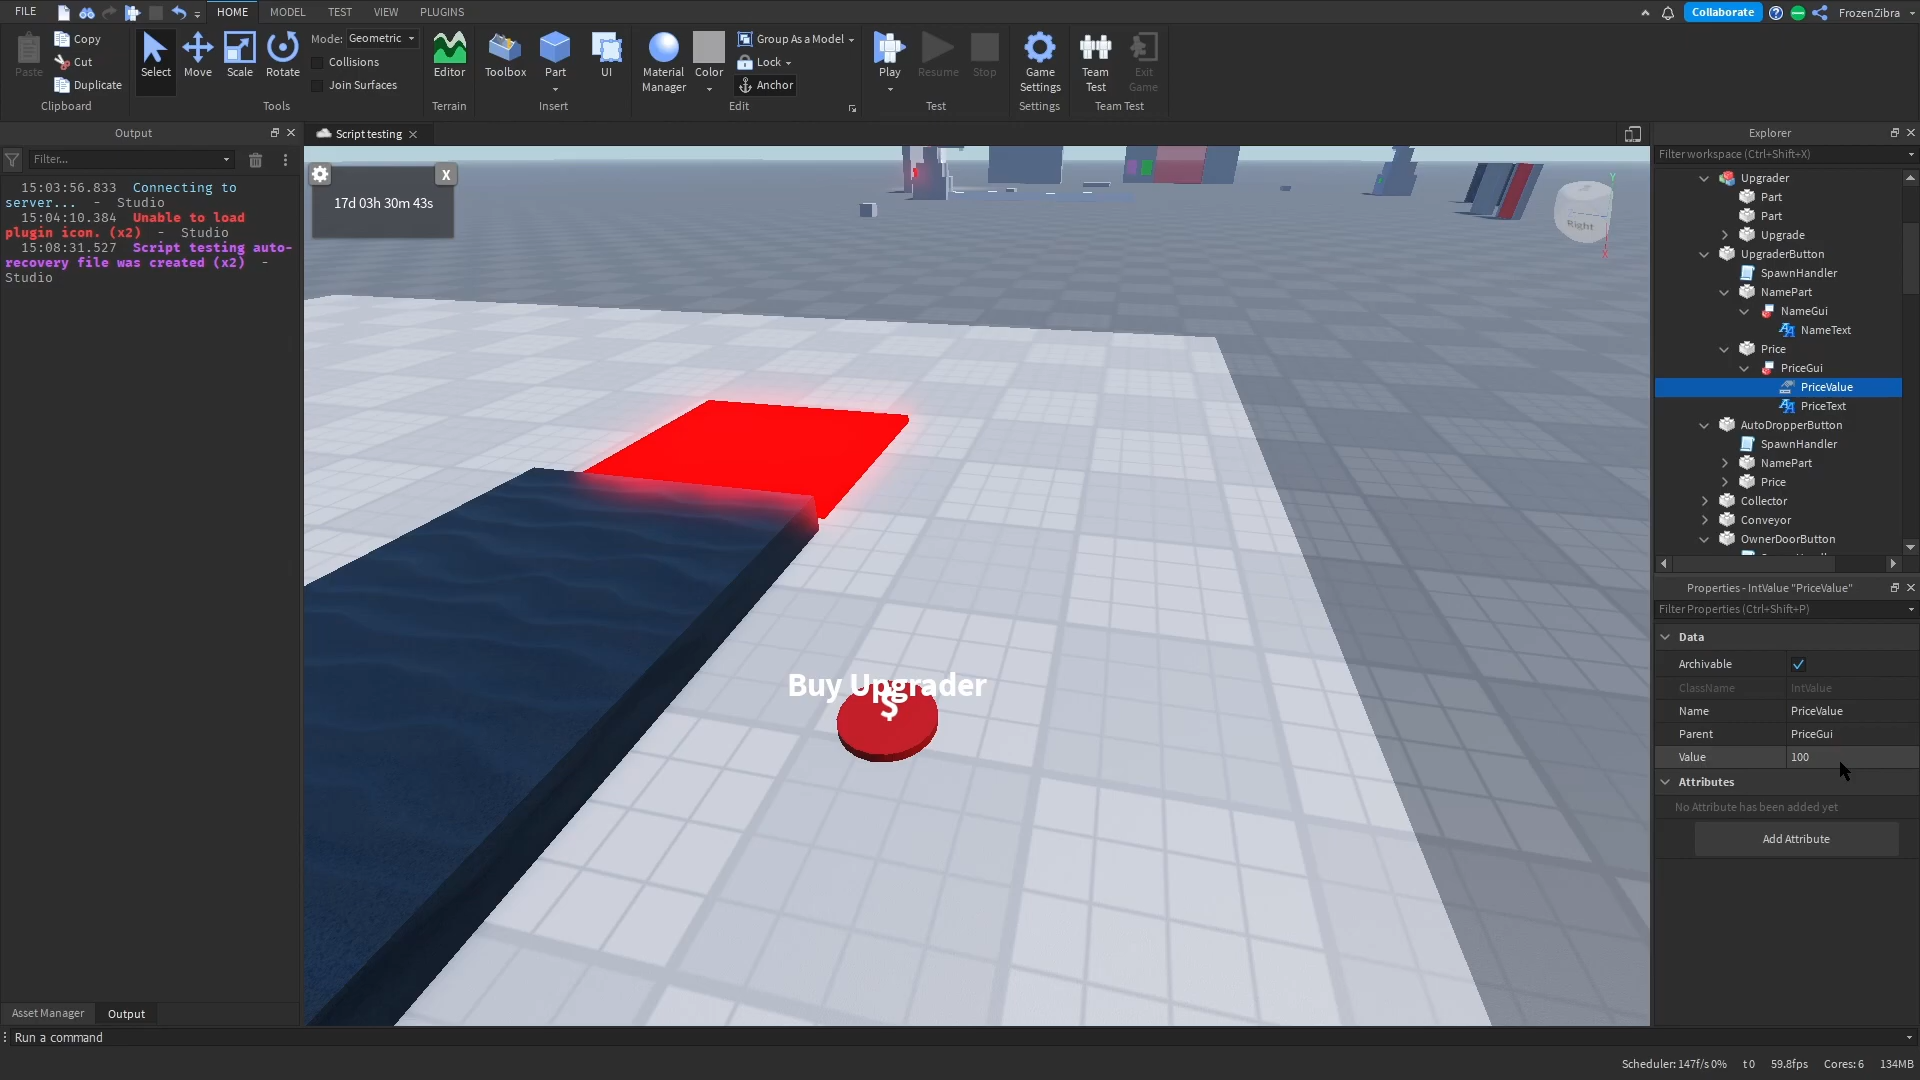 FILE
HOME
MODEL
TEST
VIEW
PLUGINS
Collaborate
FrozenZibra
Paste
Copy
Cut
Duplicate
Clipboard
Select
Move
Scale
Rotate
Mode: Geometric
Collisions
Join Surfaces
Tools
Editor
Terrain
Toolbox
Part
UI
Insert
Material Manager
Color
Group As a Model
Lock
Anchor
Edit
Play
Resume
Stop
Test
Game Settings
Settings
Team Test
Exit Game
Team Test
Output
Filter...
15:03:56.833 Connecting to
server... - Studio
15:04:10.384 Unable to load
plugin icon. (x2) - Studio
15:08:31.527 Script testing auto-
recovery file was created (x2) -
Studio
Asset Manager
Output
Script testing
X
17d 03h 30m 43s
Right
Y
X
Buy Upgrader
$
Explorer
Filter workspace (Ctrl+Shift+X)
Upgrader
Part
Part
Upgrade
UpgraderButton
SpawnHandler
NamePart
NameGui
NameText
Price
PriceGui
PriceValue
PriceText
AutoDropperButton
SpawnHandler
NamePart
Price
Collector
Conveyor
OwnerDoorButton
Properties - IntValue "PriceValue"
Filter Properties (Ctrl+Shift+P)
Data
Archivable
ClassName IntValue
Name PriceValue
Parent PriceGui
Value 100
Attributes
No Attribute has been added yet
Add Attribute
Run a command
Scheduler: 147f/s 0% t 0 59.8fps Cores: 6 134MB